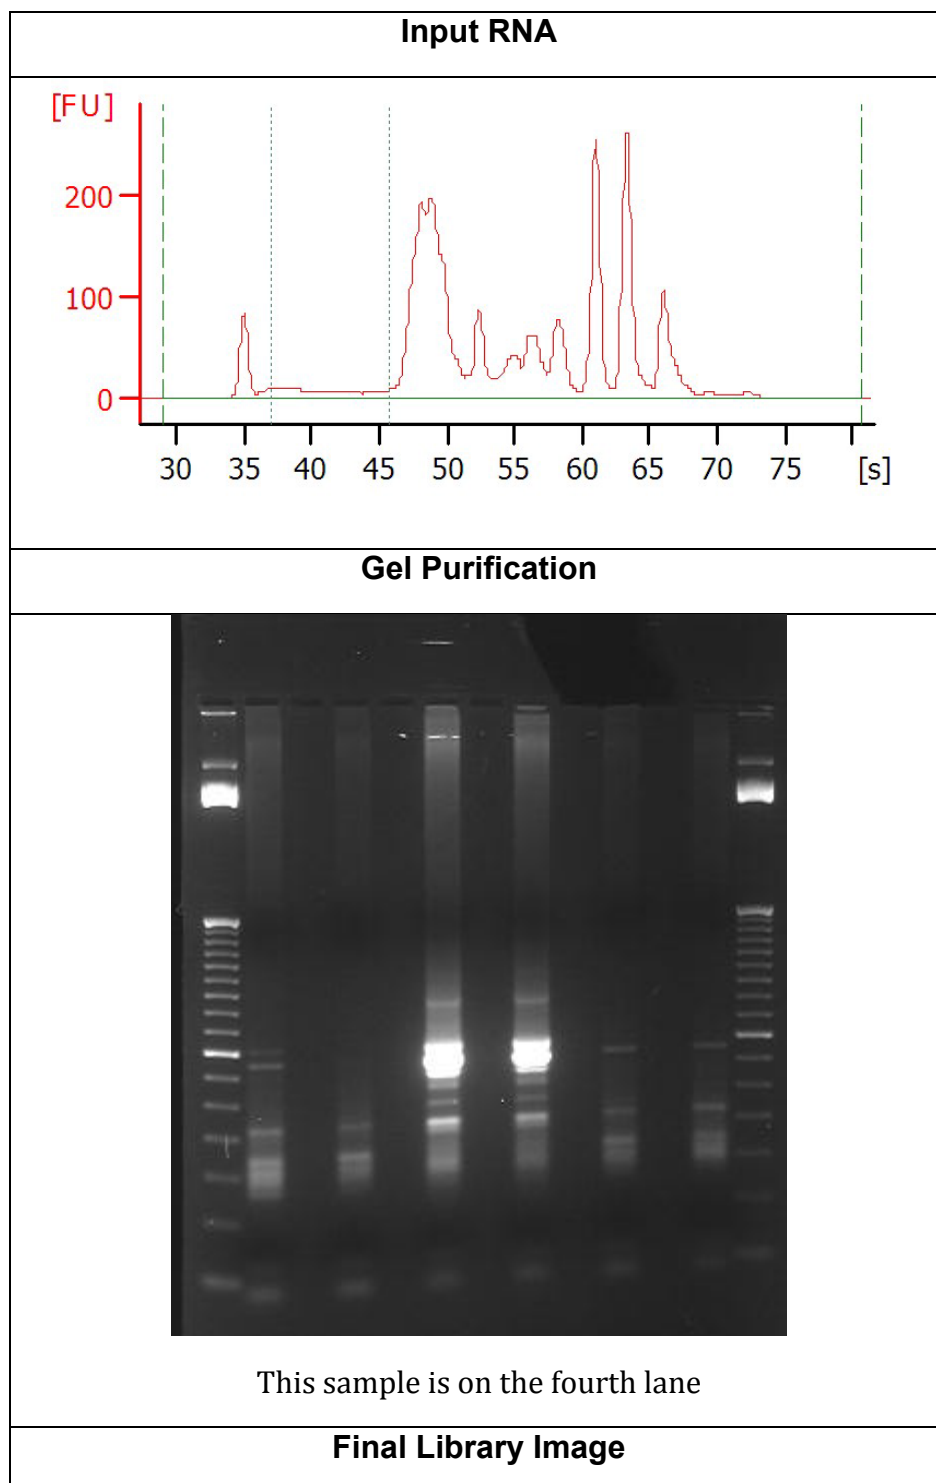 Input RNA
[FU]
200
100
0
30 35 40 45 50 55 60 65 70 75 [s]
Gel Purification
This sample is on the fourth lane
Final Library Image